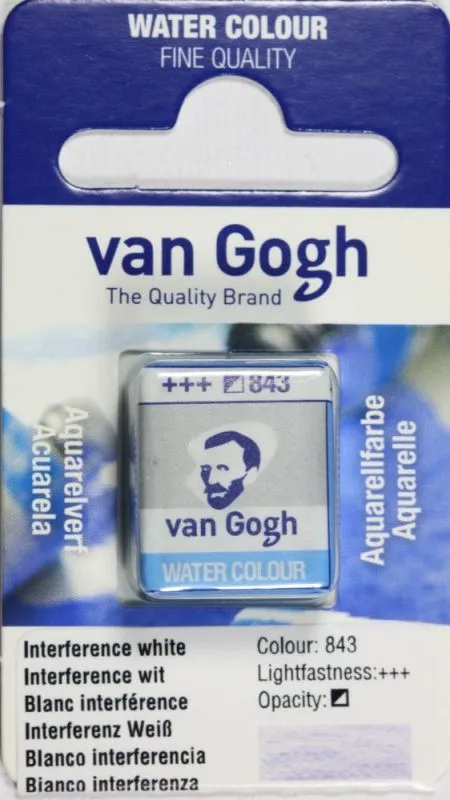 WATER COLOUR
FINE QUALITY
van Gogh
The Quality Brand
+++ 843
van Gogh
WATER COLOUR
Aquarelverf
Acuarela
Aquarellfarbe
Aquarelle
Interference white
Interference wit
Blanc interférence
Interferenz Weiß
Blanco interferencia
Bianco interferenza
Colour: 843
Lightfastness:+++
Opacity: